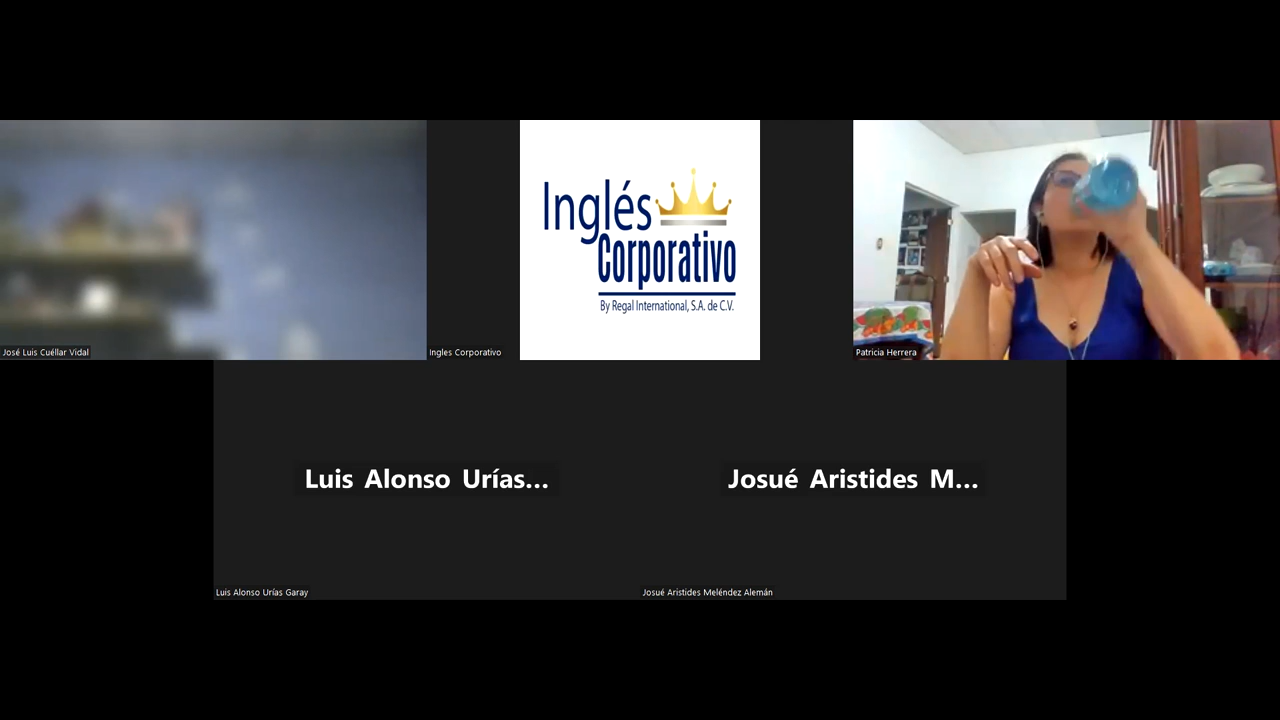 Inglés
Corporativo
By Regal International, S.A. de C.V.
José Luis Cuéllar Vidal
Ingles Corporativo
Patricia Herrera
Luis Alonso Urías...
Josué Aristides M...
Luis Alonso Urías Garay
Josué Aristides Meléndez Alemán